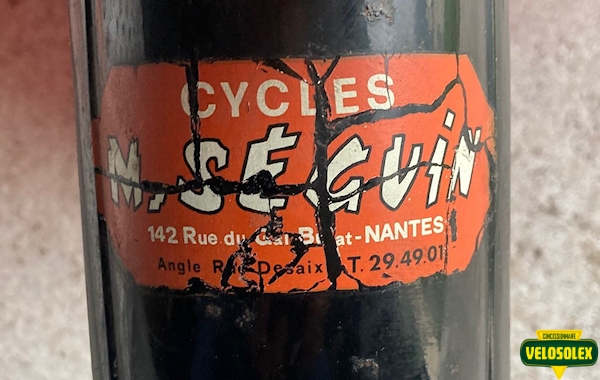 CYCLES
M. SEGUiN
142 Rue du Gal Buat-NANTES
Angle Rue Desaix T. 29.49.01
CONCESSIONNAIRE
VELOSOLEX